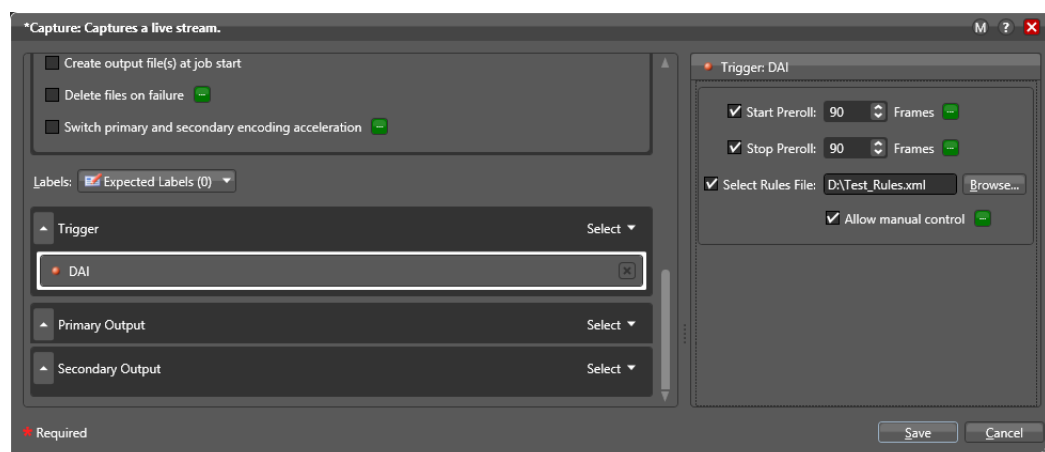 *Capture: Captures a live stream.
M ?
Create output file(s) at job start
Delete files on failure
Switch primary and secondary encoding acceleration
Labels: Expected Labels (0)
Trigger Select
DAI
Primary Output Select
Secondary Output Select
Trigger: DAI
Start Preroll: 90 Frames
Stop Preroll: 90 Frames
Select Rules File: D:\Test_Rules.xml Browse...
Allow manual control
* Required
Save Cancel